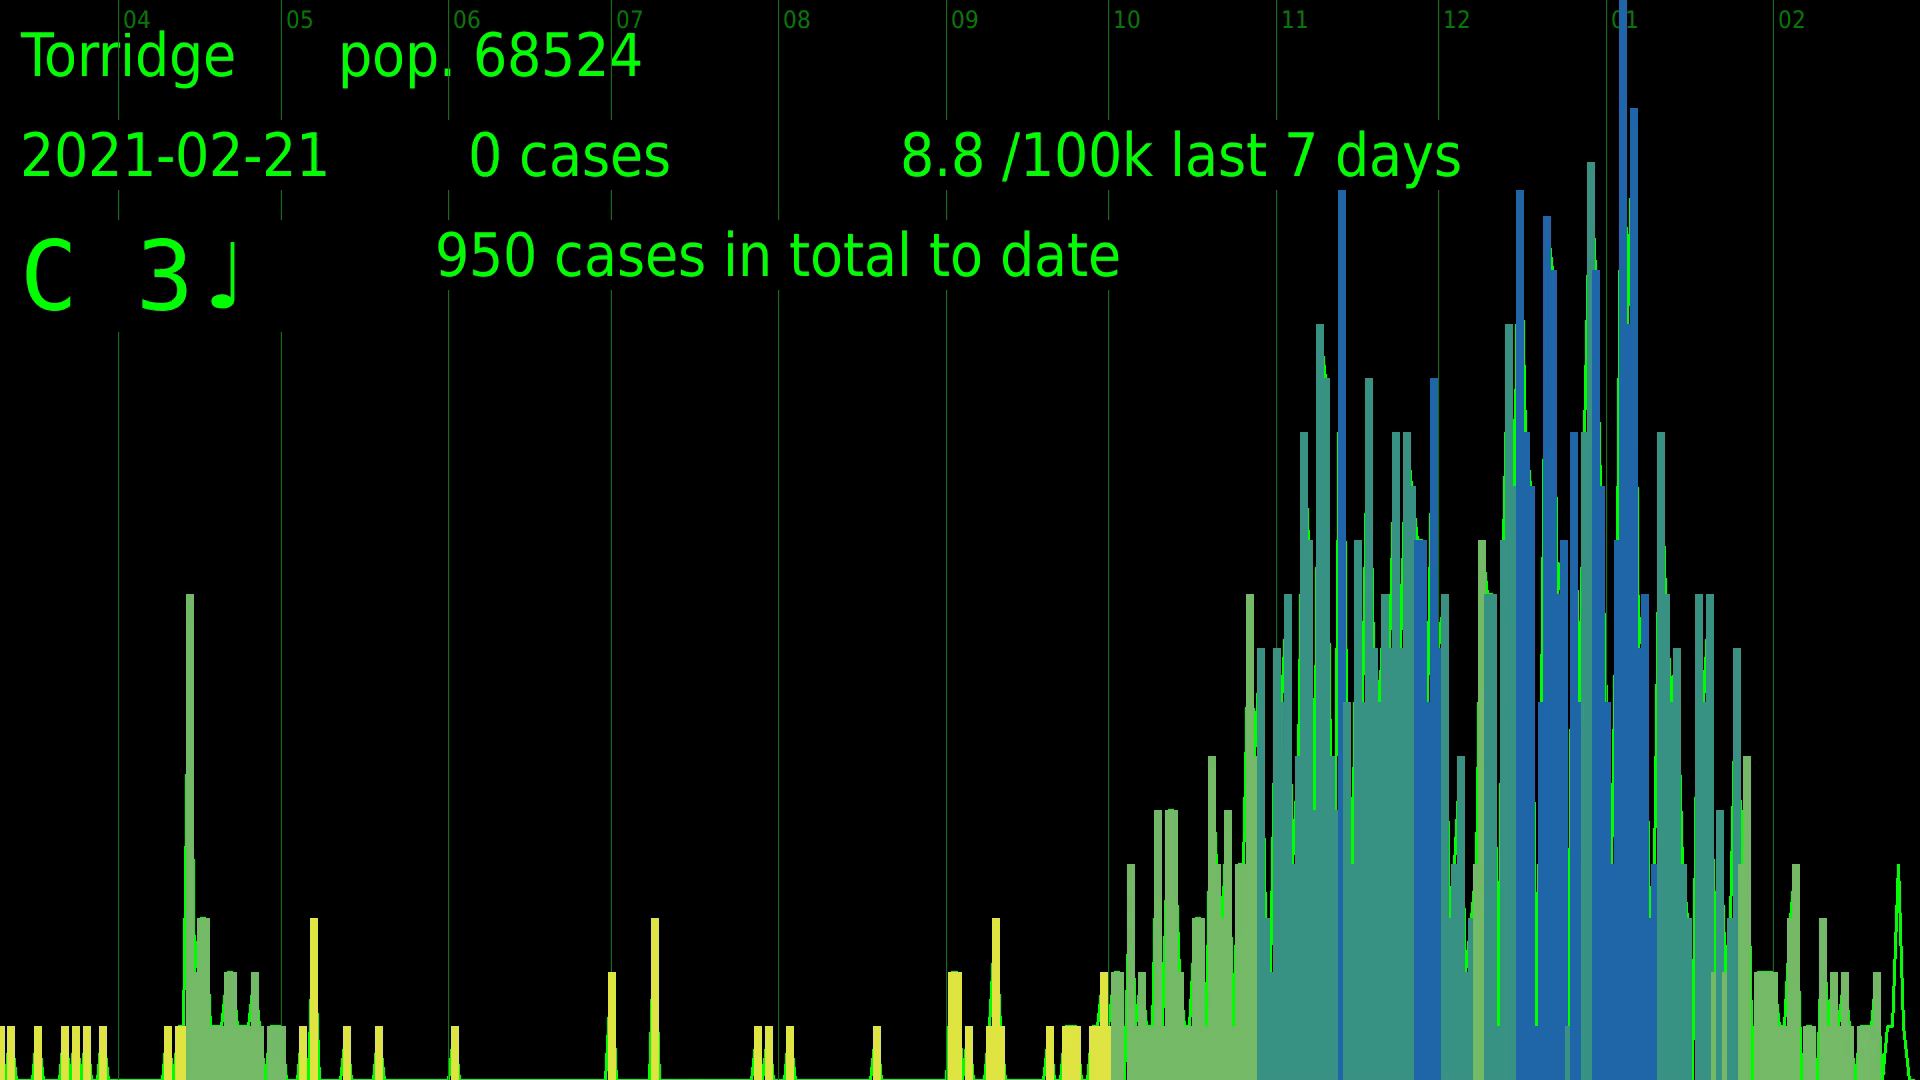 04 05 06 07 08 09 10 11 12 01 02
Torridge pop. 68524
2021-02-21 0 cases 8.8 /100k last 7 days
C 3♩ 950 cases in total to date